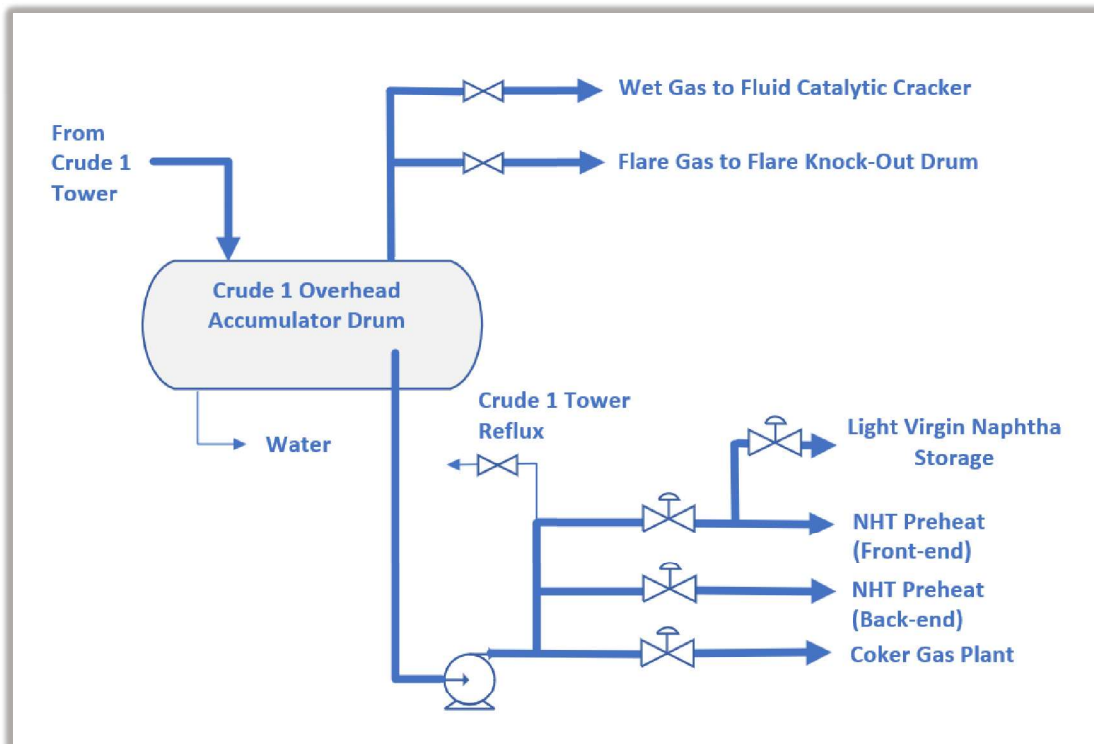 Wet Gas to Fluid Catalytic Cracker
From
Crude 1
Tower
Flare Gas to Flare Knock-Out Drum
Crude 1 Overhead
Accumulator Drum
Crude 1 Tower
Reflux
Water
Light Virgin Naphtha
Storage
NHT Preheat
(Front-end)
NHT Preheat
(Back-end)
Coker Gas Plant